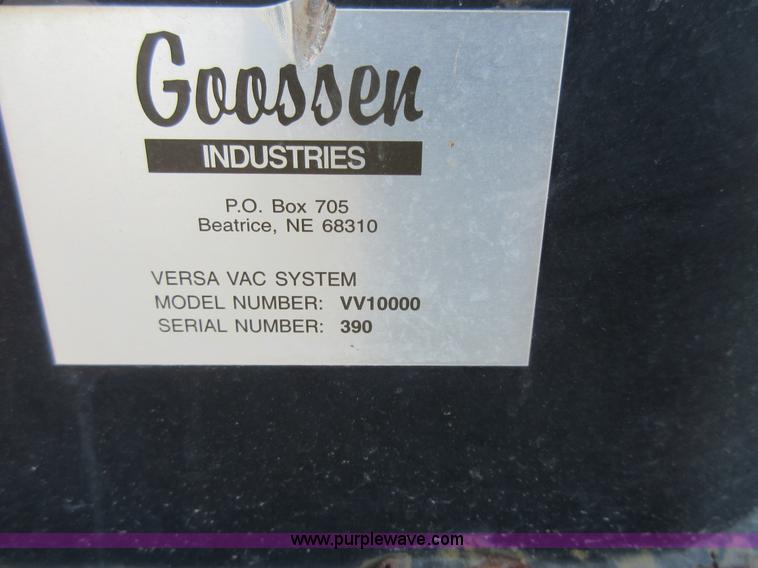 Goossen
INDUSTRIES
P.O. Box 705
Beatrice, NE 68310
VERSA VAC SYSTEM
MODEL NUMBER: VV10000
SERIAL NUMBER: 390
www.purplewave.com